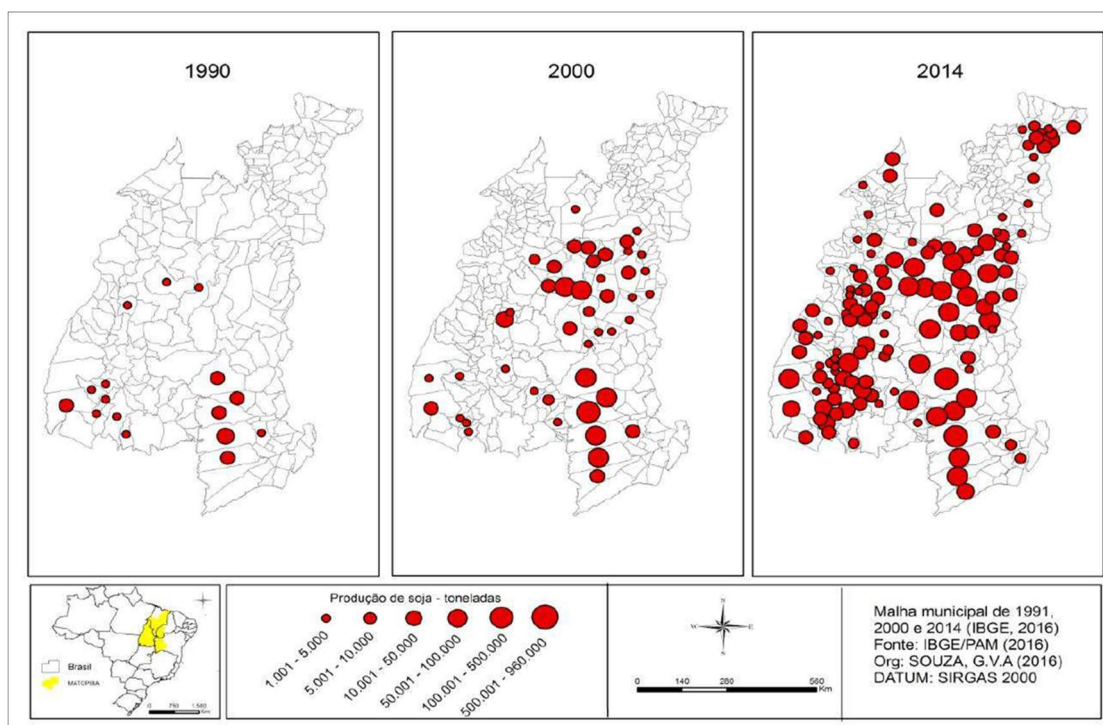 1990
2000
2014
Brasil
MATOPIBA
0 750 1.500
Km
Produção de soja - toneladas
1.001 - 5.000
5.001 - 10.000
10.001 - 50.000
50.001 - 100.000
100.001 - 500.000
500.001 - 960.000
N
W E
S
0 140 280 560
Km
Malha municipal de 1991,
2000 e 2014 (IBGE, 2016)
Fonte: IBGE/PAM (2016)
Org: SOUZA, G.V.A (2016)
DATUM: SIRGAS 2000